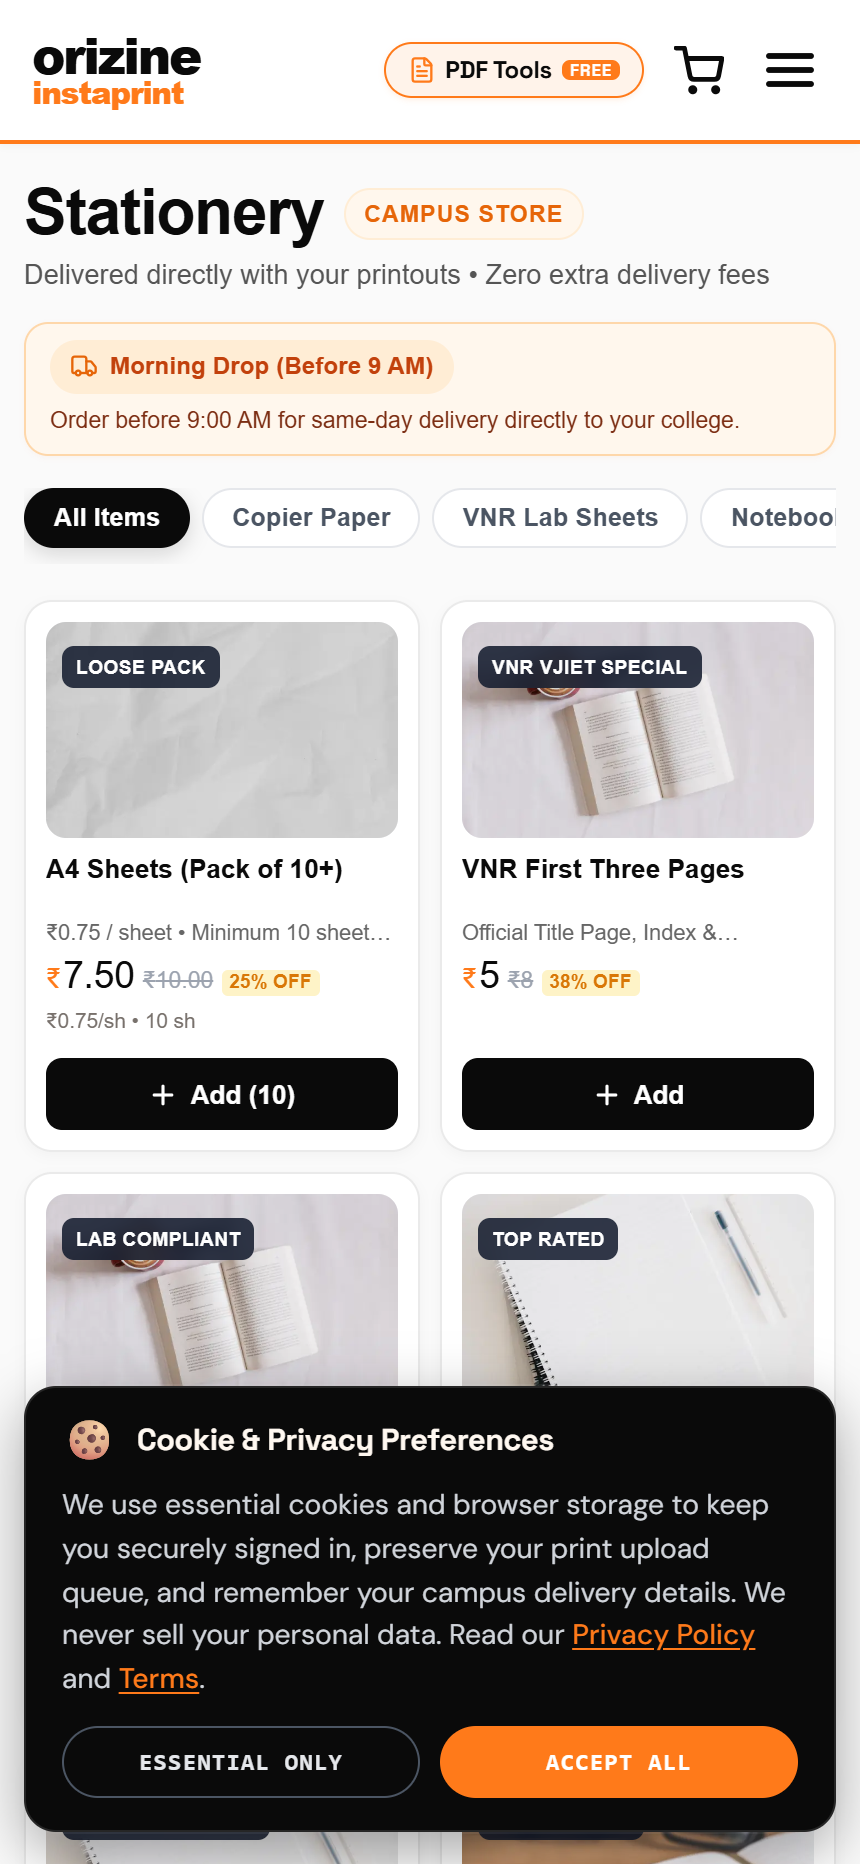 orizine
instaprint
PDF Tools FREE
Stationery CAMPUS STORE
Delivered directly with your printouts • Zero extra delivery fees
Morning Drop (Before 9 AM)
Order before 9:00 AM for same-day delivery directly to your college.
All Items Copier Paper VNR Lab Sheets Noteboo
LOOSE PACK
A4 Sheets (Pack of 10+)
₹0.75 / sheet • Minimum 10 sheet...
₹7.50 ₹10.00 25% OFF
₹0.75/sh • 10 sh
+ Add (10)
VNR VJIET SPECIAL
VNR First Three Pages
Official Title Page, Index &...
₹5 ₹8 38% OFF
+ Add
LAB COMPLIANT
TOP RATED
Cookie & Privacy Preferences
We use essential cookies and browser storage to keep
you securely signed in, preserve your print upload
queue, and remember your campus delivery details. We
never sell your personal data. Read our Privacy Policy
and Terms.
ESSENTIAL ONLY
ACCEPT ALL